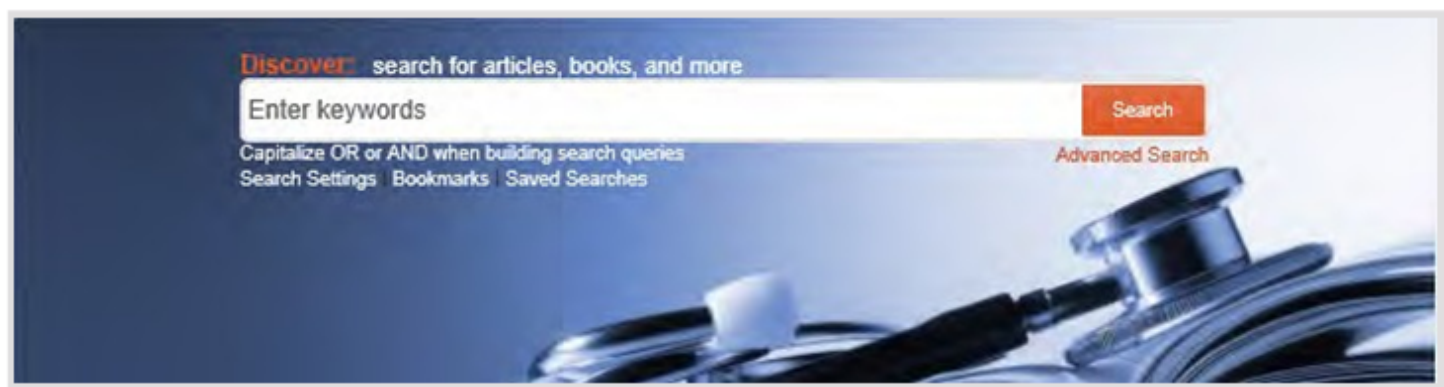 Discover: search for articles, books, and more
Enter keywords
Search
Capitalize OR or AND when building search queries
Advanced Search
Search Settings | Bookmarks | Saved Searches